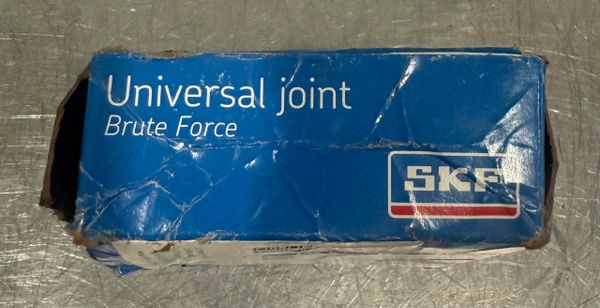 Universal joint
Brute Force
SKF